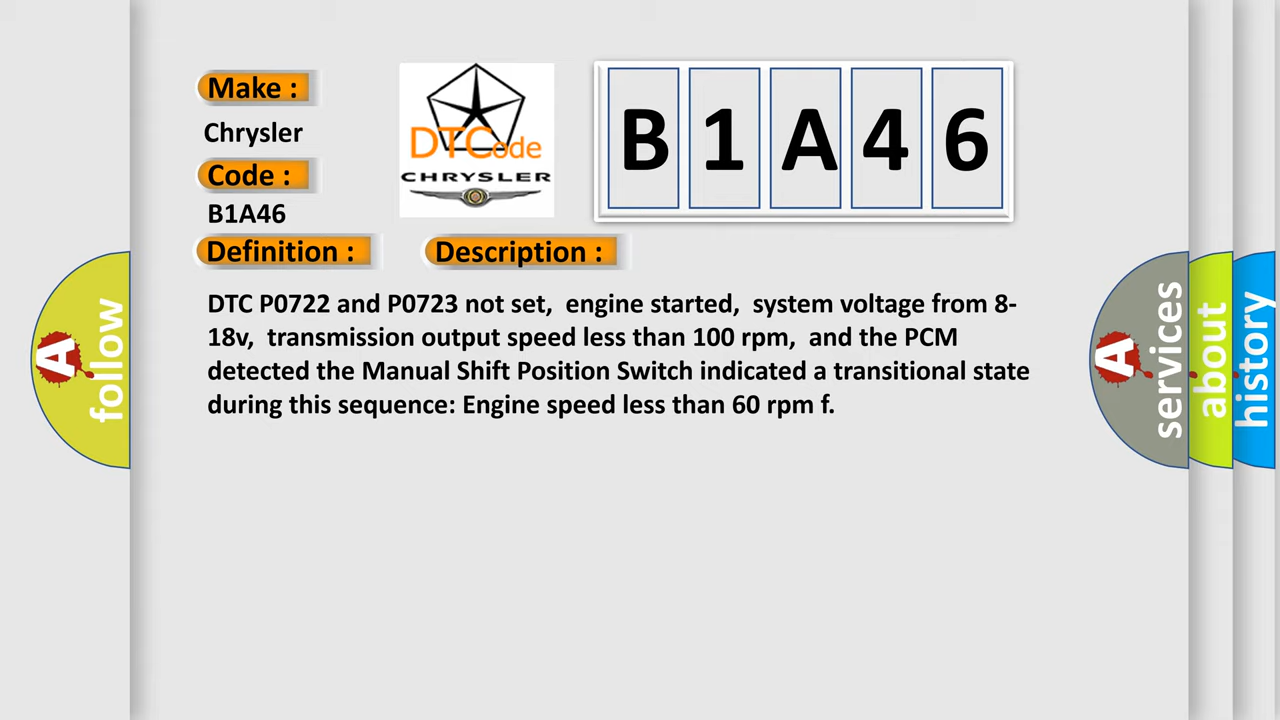 Make :
Chrysler
Code :
B1A46
Definition :
Description :
DTCode
CHRYSLER
B 1 A 4 6
DTC P0722 and P0723 not set, engine started, system voltage from 8-
18v, transmission output speed less than 100 rpm, and the PCM
detected the Manual Shift Position Switch indicated a transitional state
during this sequence: Engine speed less than 60 rpm f.
A follow
A services
about
history